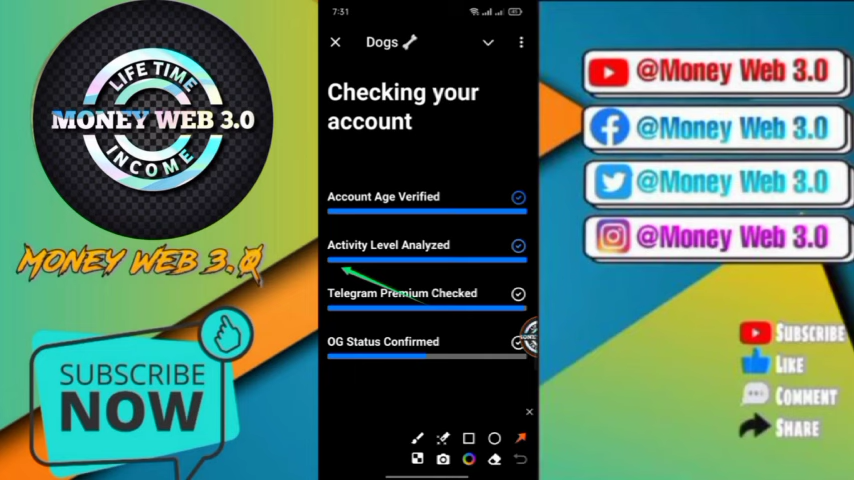 LIFE TIME
MONEY WEB 3.0
INCOME
MONEY WEB 3.0
SUBSCRIBE
NOW
7:31
Dogs
Checking your
account
Account Age Verified
Activity Level Analyzed
Telegram Premium Checked
OG Status Confirmed
@Money Web 3.0
@Money Web 3.0
@Money Web 3.0
@Money Web 3.0
SUBSCRIBE
LIKE
COMMENT
SHARE